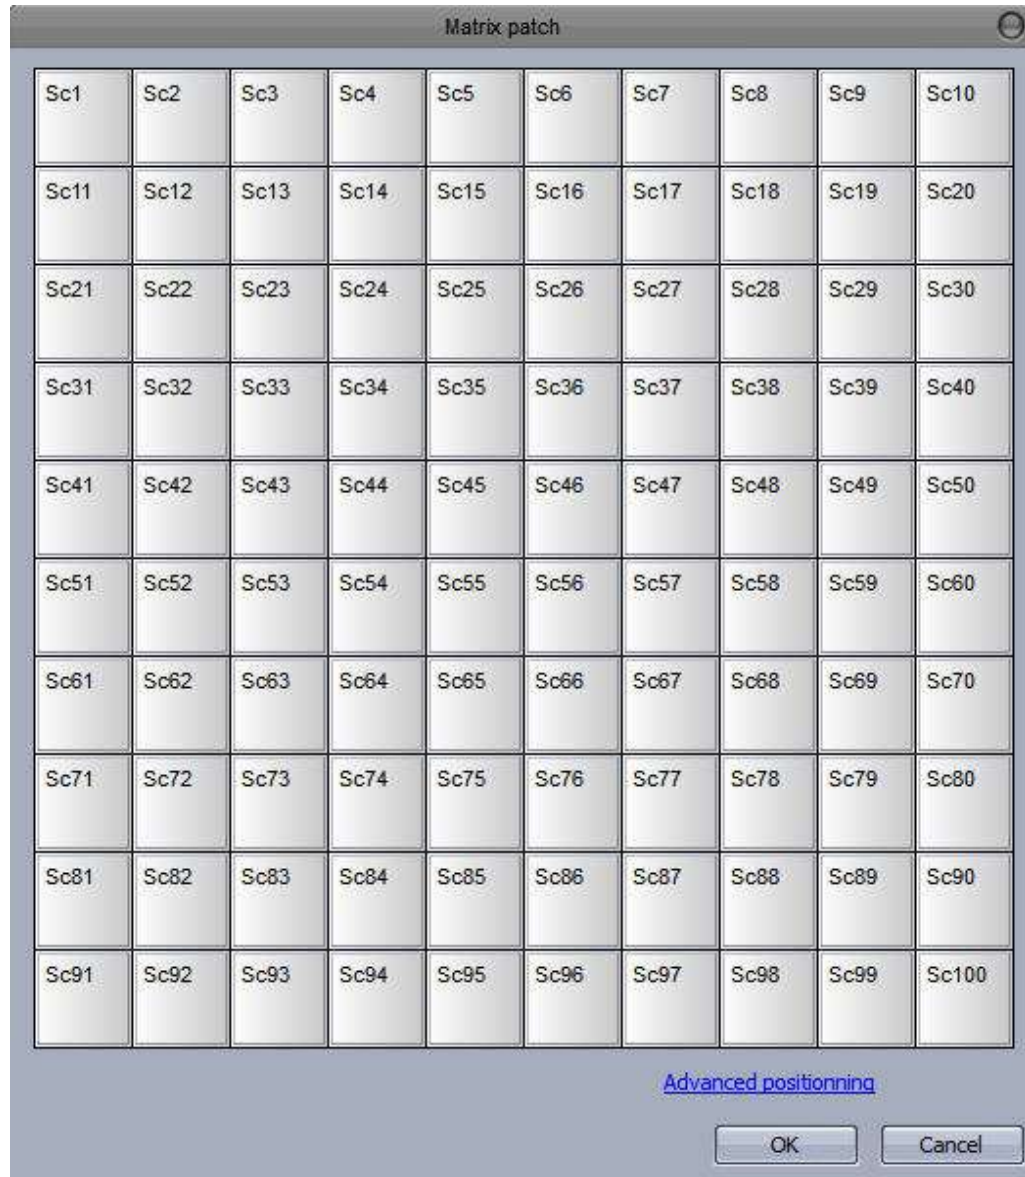 Matrix patch
Sc1 Sc2 Sc3 Sc4 Sc5 Sc6 Sc7 Sc8 Sc9 Sc10
Sc11 Sc12 Sc13 Sc14 Sc15 Sc16 Sc17 Sc18 Sc19 Sc20
Sc21 Sc22 Sc23 Sc24 Sc25 Sc26 Sc27 Sc28 Sc29 Sc30
Sc31 Sc32 Sc33 Sc34 Sc35 Sc36 Sc37 Sc38 Sc39 Sc40
Sc41 Sc42 Sc43 Sc44 Sc45 Sc46 Sc47 Sc48 Sc49 Sc50
Sc51 Sc52 Sc53 Sc54 Sc55 Sc56 Sc57 Sc58 Sc59 Sc60
Sc61 Sc62 Sc63 Sc64 Sc65 Sc66 Sc67 Sc68 Sc69 Sc70
Sc71 Sc72 Sc73 Sc74 Sc75 Sc76 Sc77 Sc78 Sc79 Sc80
Sc81 Sc82 Sc83 Sc84 Sc85 Sc86 Sc87 Sc88 Sc89 Sc90
Sc91 Sc92 Sc93 Sc94 Sc95 Sc96 Sc97 Sc98 Sc99 Sc100
Advanced positionning
OK Cancel